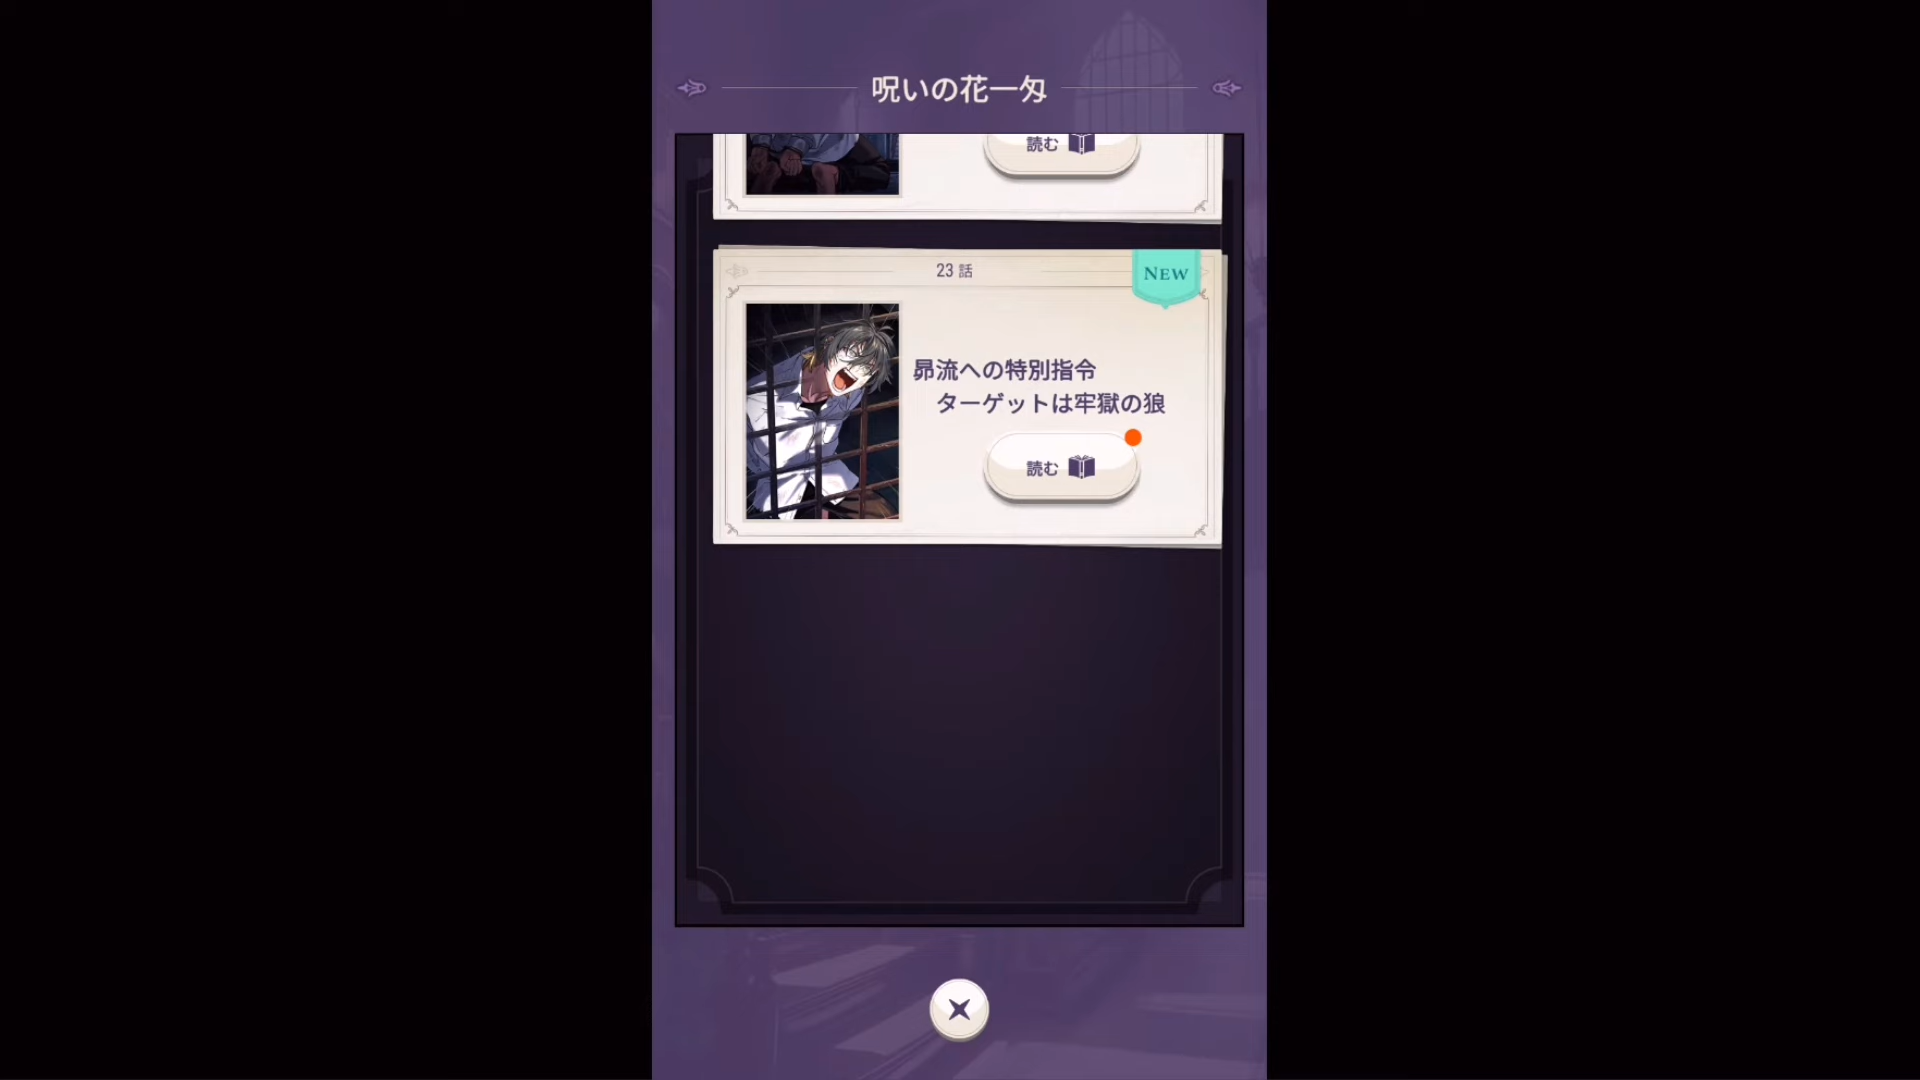 呪いの花一匁
読む
23 話
NEW
昴流への特別指令
ターゲットは牢獄の狼
読む